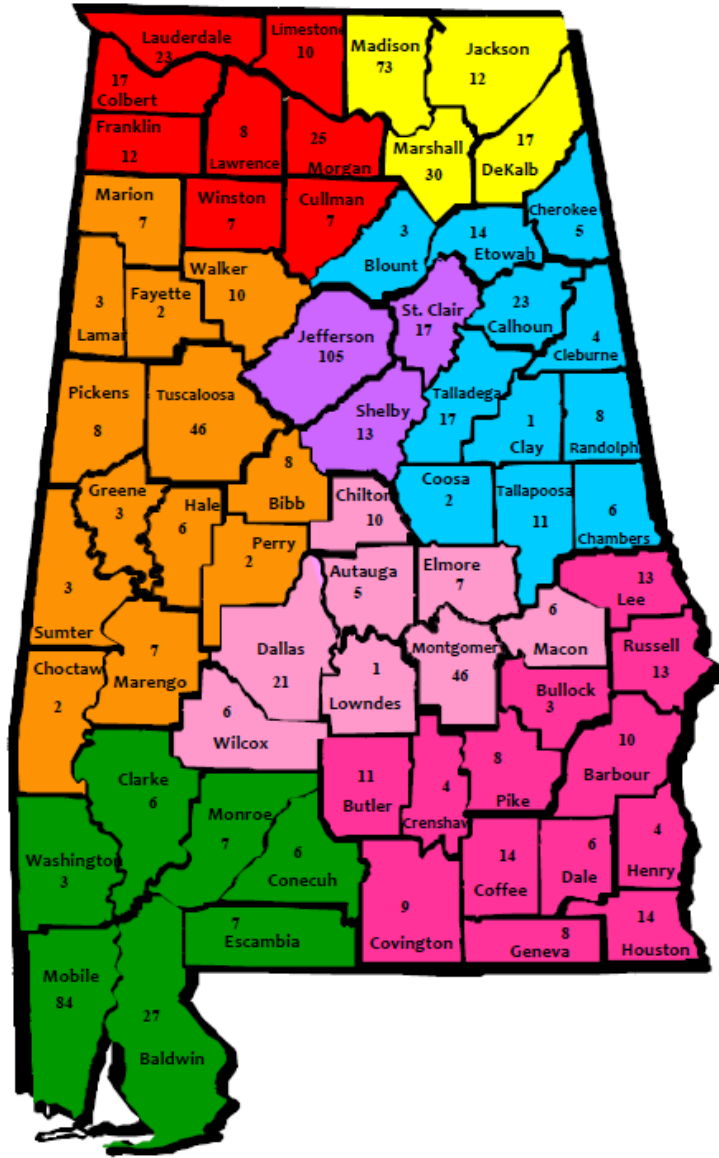 Lauderdale
23
Limestone
10
Madison
73
Jackson
12
17
Colbert
Franklin
12
8
Lawrence
25
Morgan
Marshall
30
17
DeKalb
Marion
7
Winston
7
Cullman
7
3
Blount
14
Etowah
Cherokee
5
3
Lamar
Fayette
2
Walker
10
Jefferson
105
St. Clair
17
23
Calhoun
4
Cleburne
Pickens
8
Tuscaloosa
46
Shelby
13
Talladega
17
1
Clay
8
Randolph
Greene
3
Hale
6
8
Bibb
Chilton
10
Coosa
2
Tallapoosa
11
6
Chambers
3
Sumter
Perry
2
Autauga
5
Elmore
7
13
Lee
Choctaw
2
7
Marengo
Dallas
21
1
Lowndes
Montgomer
46
6
Macon
Russell
13
Bullock
3
6
Wilcox
Clarke
6
11
Butler
4
Crenshaw
8
Pike
10
Barbour
Washington
3
Monroe
7
6
Conecuh
9
Covington
14
Coffee
6
Dale
4
Henry
7
Escambia
8
Geneva
14
Houston
Mobile
84
27
Baldwin